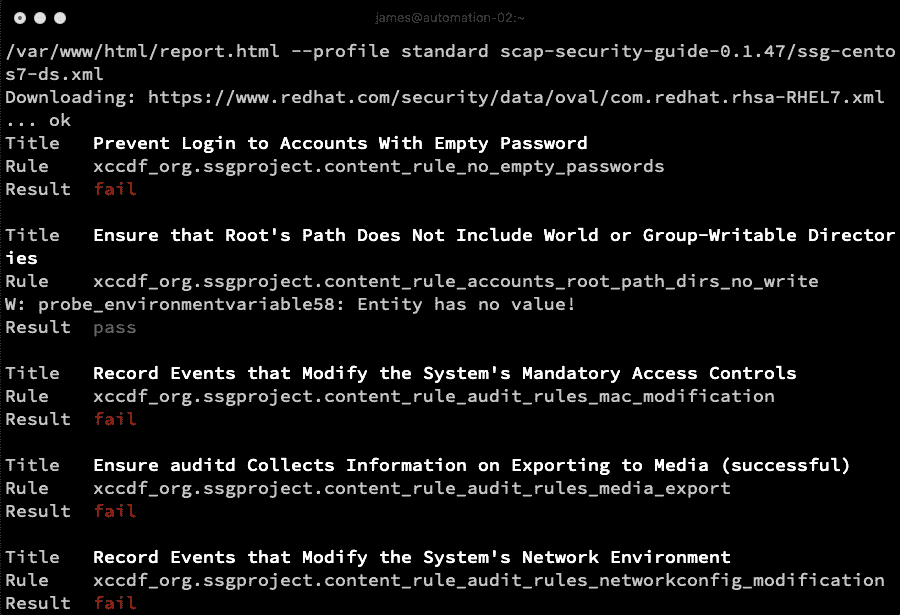 james@automation-02:~
/var/www/html/report.html --profile standard scap-security-guide-0.1.47/ssg-cento
s7-ds.xml
Downloading: https://www.redhat.com/security/data/oval/com.redhat.rhsa-RHEL7.xml
... ok
Title Prevent Login to Accounts With Empty Password
Rule xccdf_org.ssgproject.content_rule_no_empty_passwords
Result fail
Title Ensure that Root's Path Does Not Include World or Group-Writable Director
ies
Rule xccdf_org.ssgproject.content_rule_accounts_root_path_dirs_no_write
W: probe_environmentvariable58: Entity has no value!
Result pass
Title Record Events that Modify the System's Mandatory Access Controls
Rule xccdf_org.ssgproject.content_rule_audit_rules_mac_modification
Result fail
Title Ensure auditd Collects Information on Exporting to Media (successful)
Rule xccdf_org.ssgproject.content_rule_audit_rules_media_export
Result fail
Title Record Events that Modify the System's Network Environment
Rule xccdf_org.ssgproject.content_rule_audit_rules_networkconfig_modification
Result fail